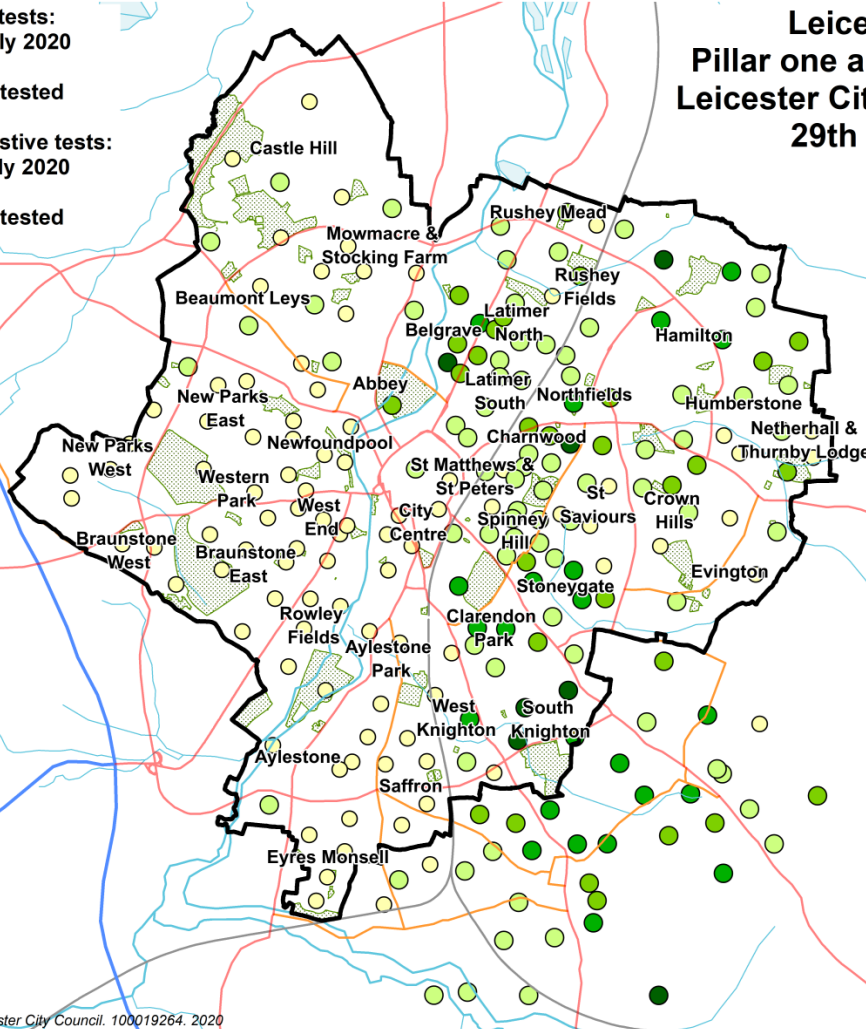 tests:
ly 2020
tested
stive tests:
ly 2020
tested
Leice
Pillar one a
Leicester Cit
29th
Castle Hill
Rushey Mead
Mowmacre &
Stocking Farm
Rushey
Fields
Beaumont Leys
Latimer
North
Belgrave
Hamilton
Abbey
Latimer
South
Northfields
New Parks
East
Humberstone
Netherhall &
Thurnby Lodge
Newfoundpool
Charnwood
New Parks
West
St Matthews &
St Peters
Western
Park
St
Saviours
Crown
Hills
West
End
City
Centre
Spinney
Hill
Braunstone
West
Braunstone
East
Evington
Stoneygate
Rowley
Fields
Clarendon
Park
Aylestone
Park
West
Knighton
South
Knighton
Aylestone
Saffron
Eyres Monsell
ster City Council. 100019264. 2020